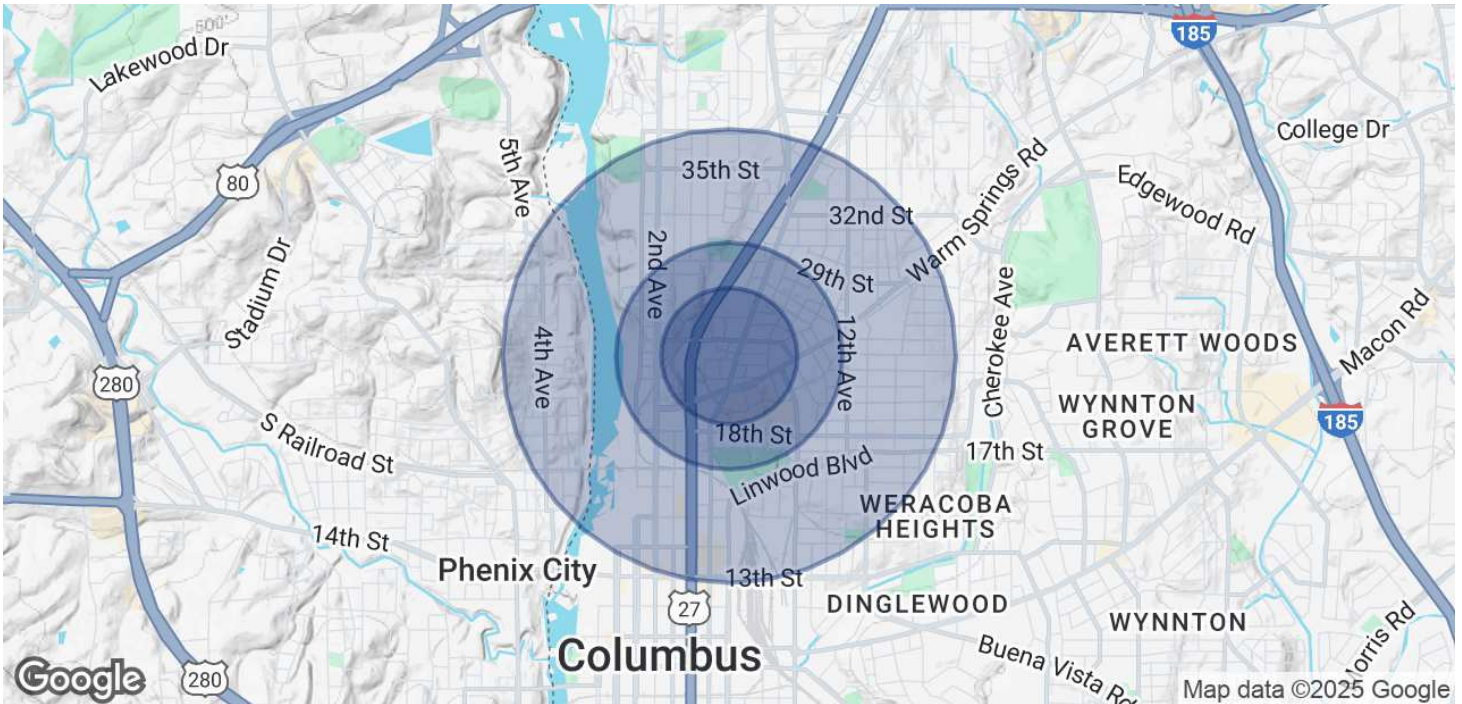 500'
Lakewood Dr
185
College Dr
5th Ave
35th St
80
Edgewood Rd
32nd St
Warm Springs Rd
2nd Ave
29th St
Stadium Dr
Cherokee Ave
4th Ave
12th Ave
AVERETT WOODS
Macon Rd
280
WYNNTON
GROVE
185
18th St
S Railroad St
17th St
Linwood Blvd
WERACOBA
HEIGHTS
14th St
Phenix City
13th St
27
DINGLEWOOD
WYNNTON
Morris Rd
Columbus
Buena Vista Rd
Google
280
Map data ©2025 Google